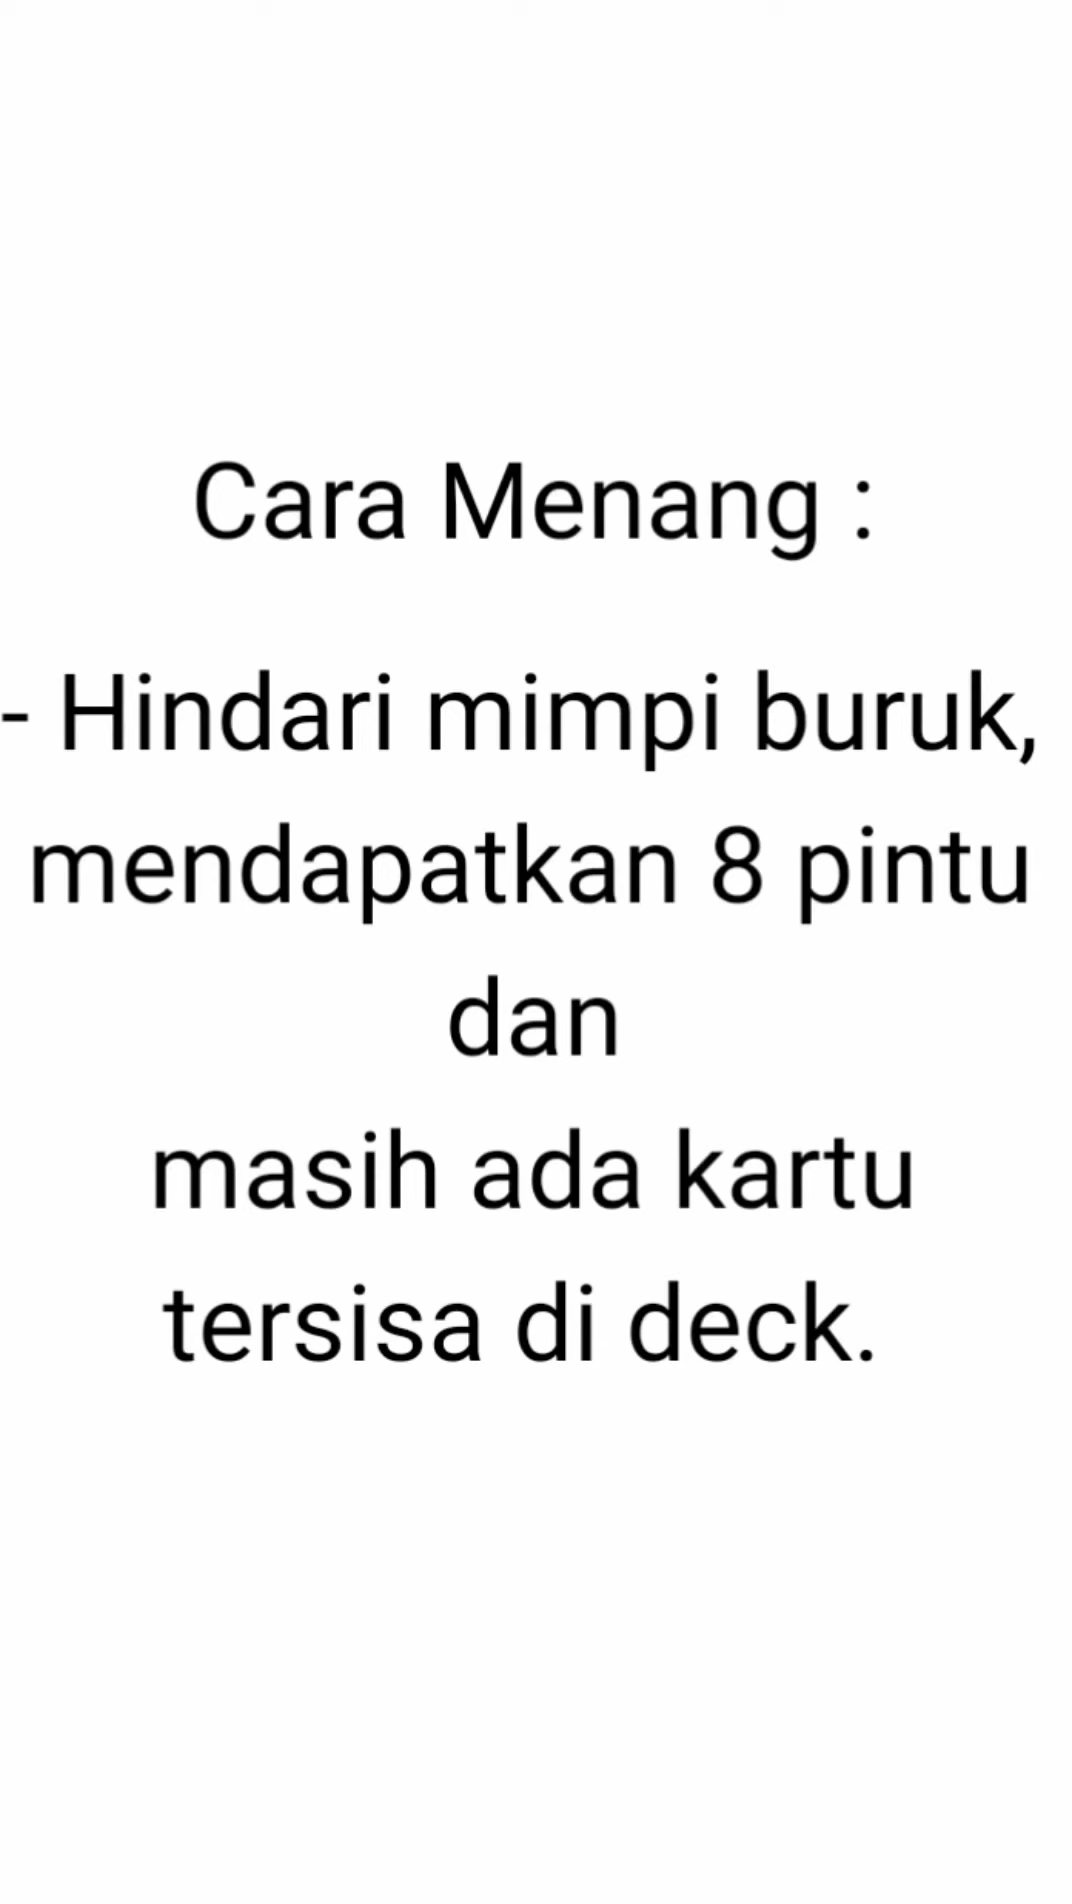 Cara Menang :
- Hindari mimpi buruk,
mendapatkan 8 pintu
dan
masih ada kartu
tersisa di deck.